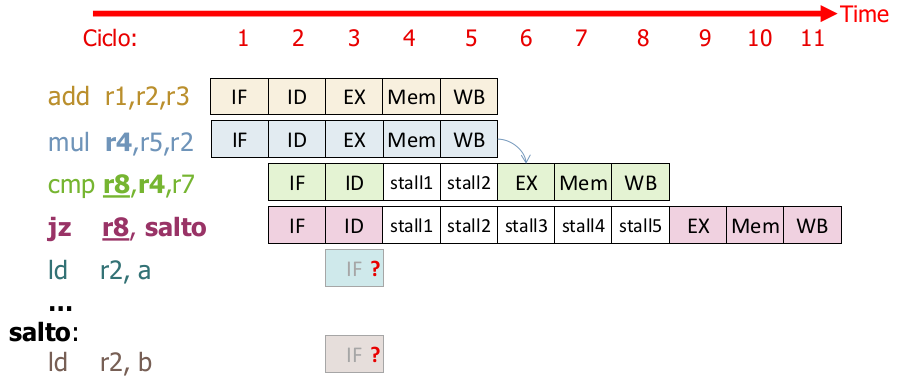 Time
Ciclo: 1 2 3 4 5 6 7 8 9 10 11
add r1,r2,r3 IF ID EX Mem WB
mul r4,r5,r2 IF ID EX Mem WB
cmp r8,r4,r7 IF ID stall1 stall2 EX Mem WB
jz r8, salto IF ID stall1 stall2 stall3 stall4 stall5 EX Mem WB
ld r2, a IF ?
...
salto:
ld r2, b IF ?